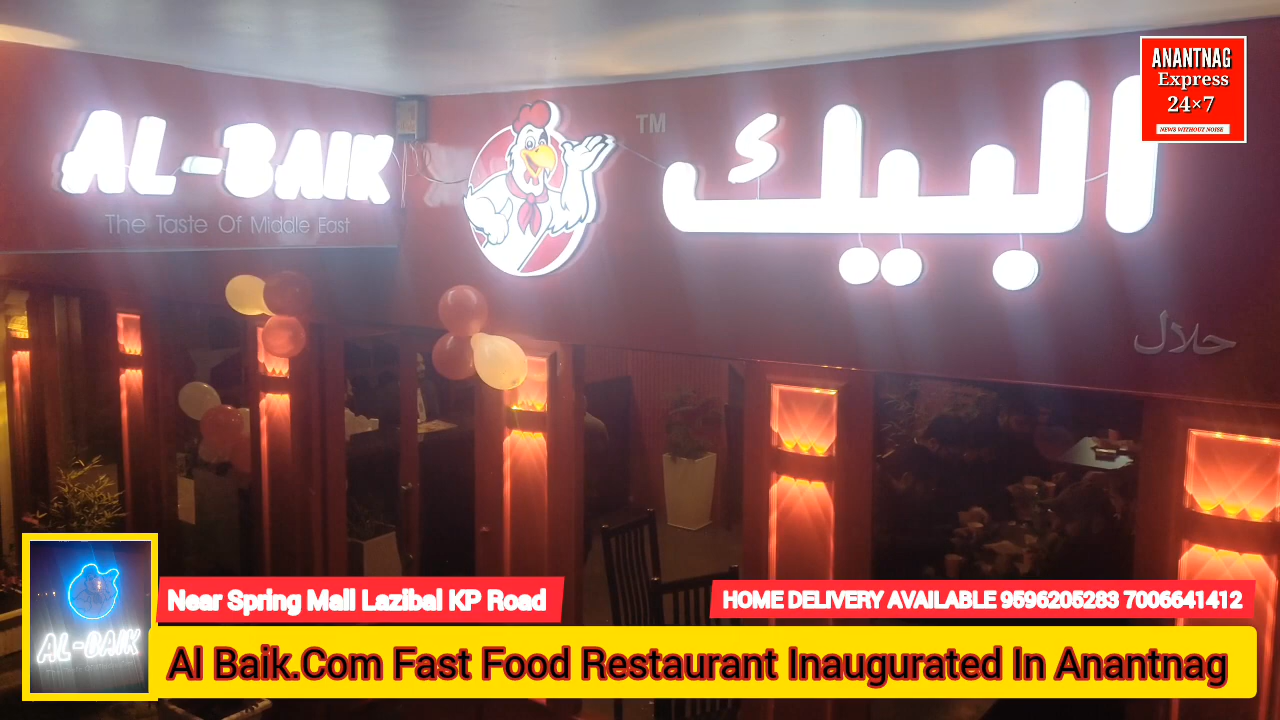 AL-BAIK
The Taste Of Middle East
TM
البيك
حلال
ANANTNAG
Express
24×7
NEWS WITHOUT NOISE
Near Spring Mall Lazibal KP Road
HOME DELIVERY AVAILABLE 9596205283 7006641412
AL-BAIK
Al Baik.Com Fast Food Restaurant Inaugurated In Anantnag